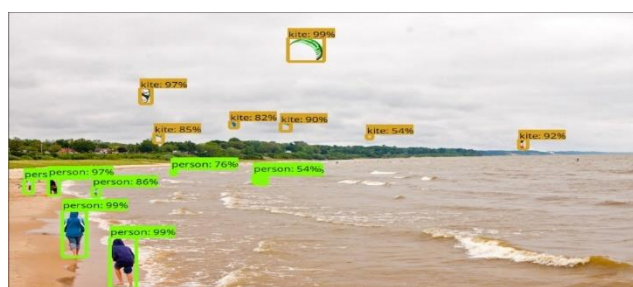 kite: 99%
kite: 97%
kite: 82%
kite: 90%
kite: 85%
kite: 54%
kite: 92%
person: 76%
person: 54%
person: 97%
person: 86%
person: 99%
person: 99%